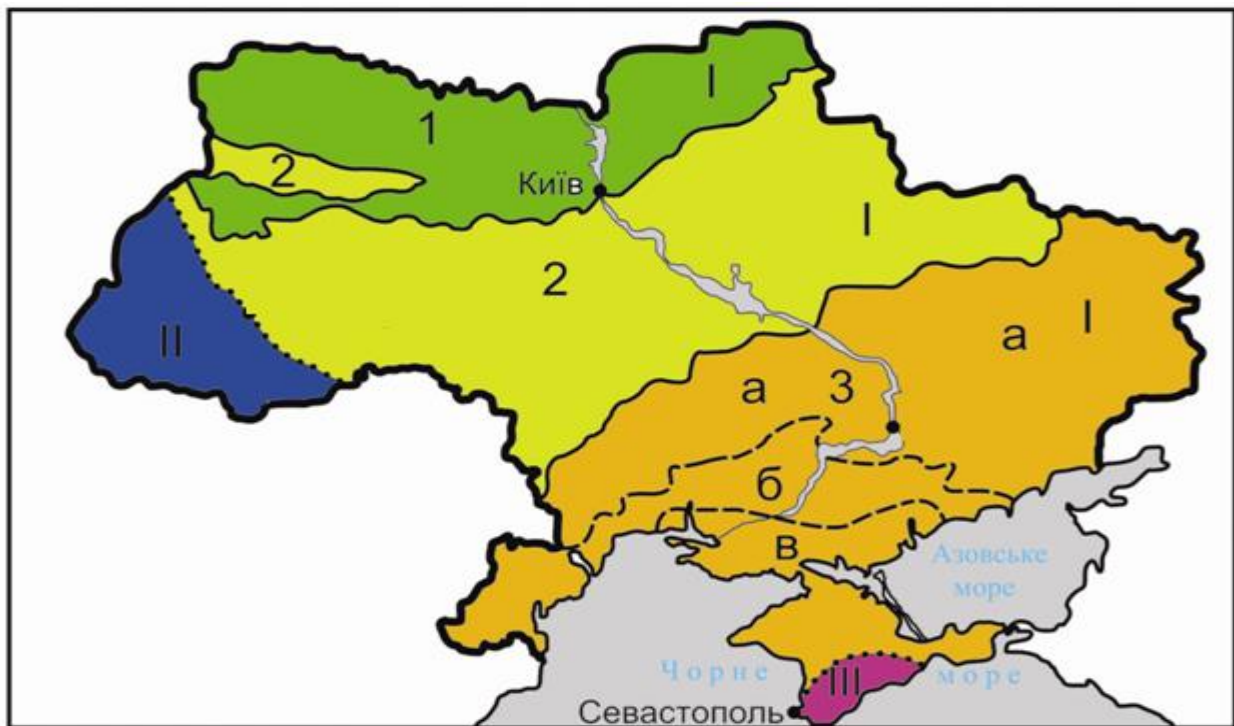 I
1
2
Київ
I
2
II
I
а
а
3
б
в
Азовське
море
Чорне
море
III
Севастополь